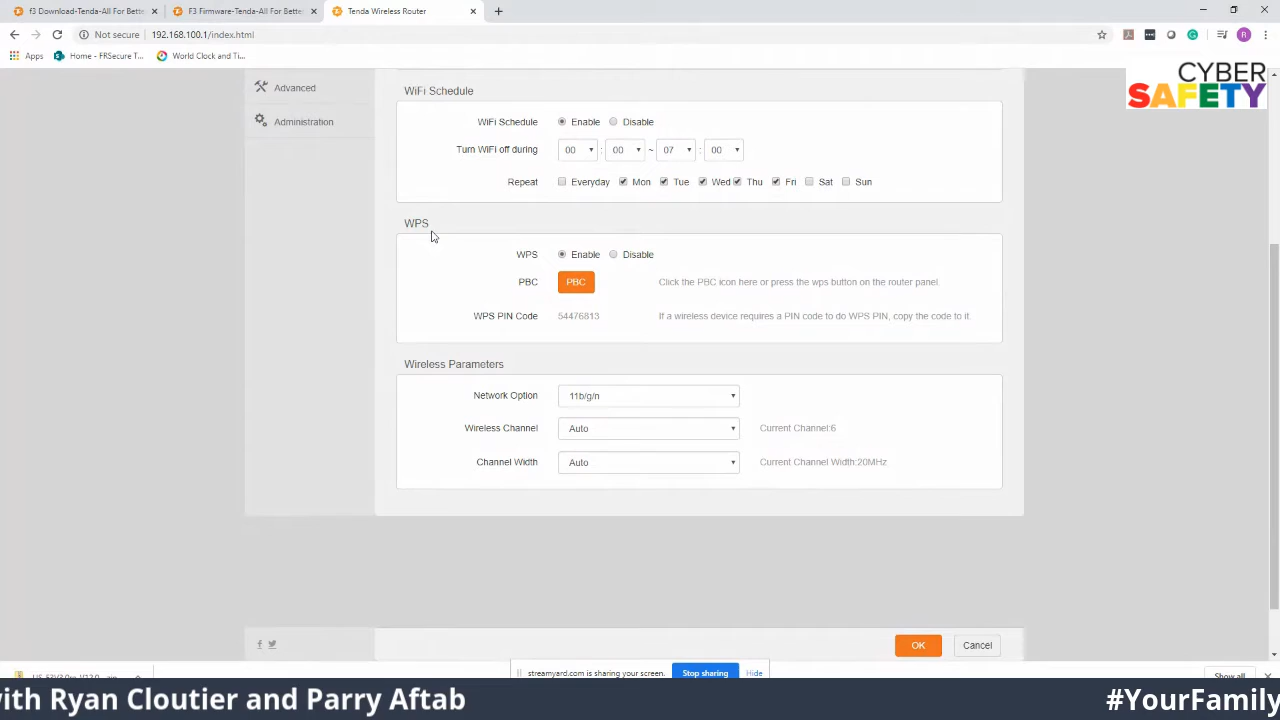 f3 Download-Tenda-All For Bette
F3 Firmware-Tenda-All For Better
Tenda Wireless Router
Not secure
192.168.100.1/index.html
R
Apps
Home - FRSecure T...
World Clock and Ti...
CYBER
SAFETY
Advanced
Administration
WiFi Schedule
WiFi Schedule Enable Disable
Turn WiFi off during 00 : 00 ~ 07 : 00
Repeat Everyday Mon Tue Wed Thu Fri Sat Sun
WPS
WPS Enable Disable
PBC PBC Click the PBC icon here or press the wps button on the router panel.
WPS PIN Code 54476813 If a wireless device requires a PIN code to do WPS PIN, copy the code to it.
Wireless Parameters
Network Option 11b/g/n
Wireless Channel Auto Current Channel:6
Channel Width Auto Current Channel Width:20MHz
OK Cancel
streamyard.com is sharing your screen. Stop sharing Hide
Show all
with Ryan Cloutier and Parry Aftab
#YourFamily